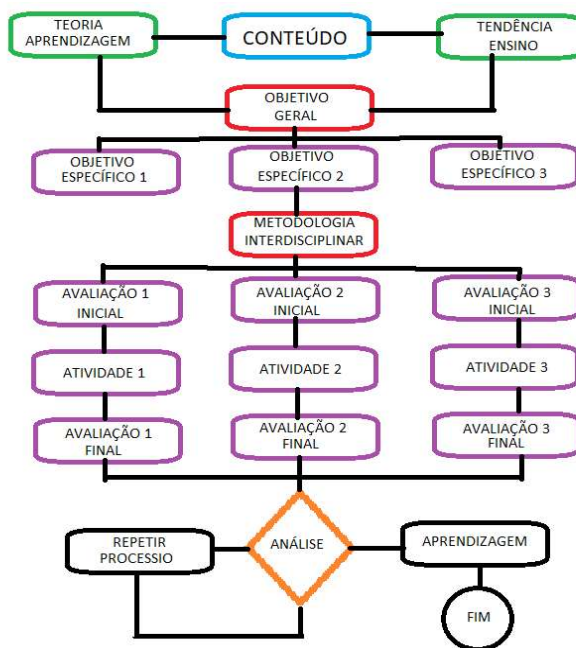 TEORIA
APRENDIZAGEM
CONTEÚDO
TENDÊNCIA
ENSINO
OBJETIVO
GERAL
OBJETIVO
ESPECÍFICO 1
OBJETIVO
ESPECÍFICO 2
OBJETIVO
ESPECÍFICO 3
METODOLOGIA
INTERDISCIPLINAR
AVALIAÇÃO 1
INICIAL
AVALIAÇÃO 2
INICIAL
AVALIAÇÃO 3
INICIAL
ATIVIDADE 1
ATIVIDADE 2
ATIVIDADE 3
AVALIAÇÃO 1
FINAL
AVALIAÇÃO 2
FINAL
AVALIAÇÃO 3
FINAL
REPETIR
PROCESSIO
ANÁLISE
APRENDIZAGEM
FIM